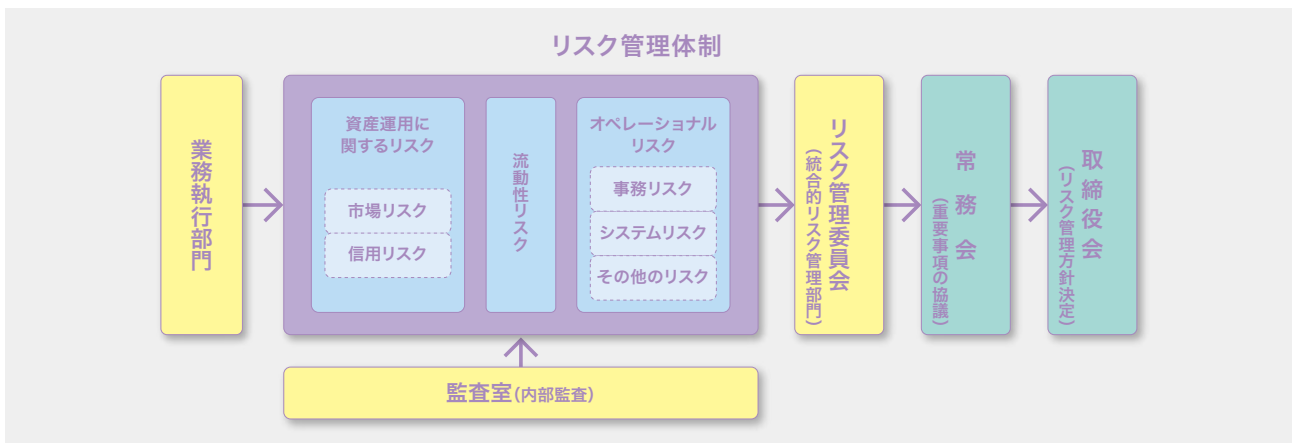 リスク管理体制
業務執行部門
資産運用に
関するリスク
市場リスク
信用リスク
流動性リスク
オペレーショナル
リスク
事務リスク
システムリスク
その他のリスク
リスク管理委員会
(統合的リスク管理部門)
常務会
(重要事項の協議)
取締役会
(リスク管理方針決定)
監査室(内部監査)